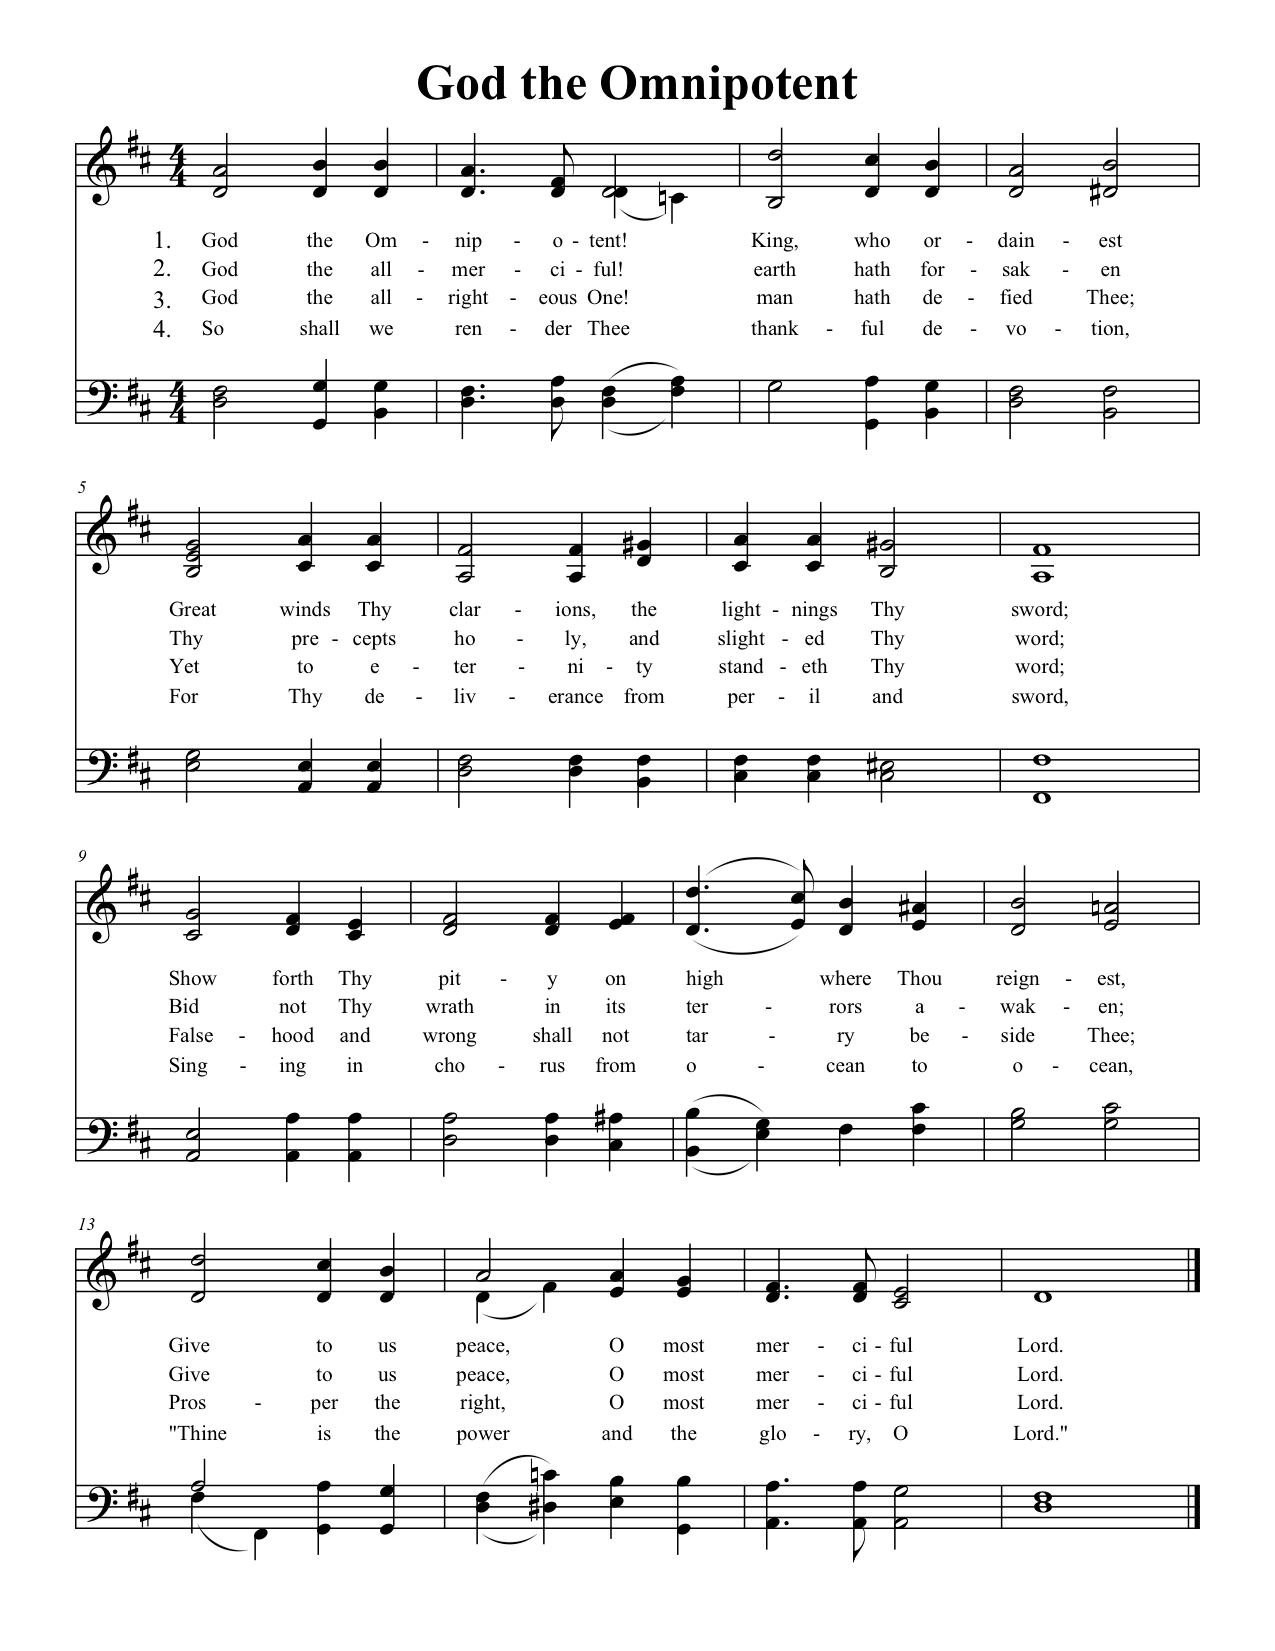 God the Omnipotent
4 4
1. God the Om - nip - o - tent! King, who or - dain - est
2. God the all - mer - ci - ful! earth hath for - sak - en
3. God the all - right - eous One! man hath de - fied Thee;
4. So shall we ren - der Thee thank - ful de - vo - tion,
4 4
5
Great winds Thy clar - ions, the light - nings Thy sword;
Thy pre - cepts ho - ly, and slight - ed Thy word;
Yet to e - ter - ni - ty stand - eth Thy word;
For Thy de - liv - erance from per - il and sword,
9
Show forth Thy pit - y on high where Thou reign - est,
Bid not Thy wrath in its ter - rors a - wak - en;
False - hood and wrong shall not tar - ry be - side Thee;
Sing - ing in cho - rus from o - cean to o - cean,
13
Give to us peace, O most mer - ci - ful Lord.
Give to us peace, O most mer - ci - ful Lord.
Pros - per the right, O most mer - ci - ful Lord.
"Thine is the power and the glo - ry, O Lord."